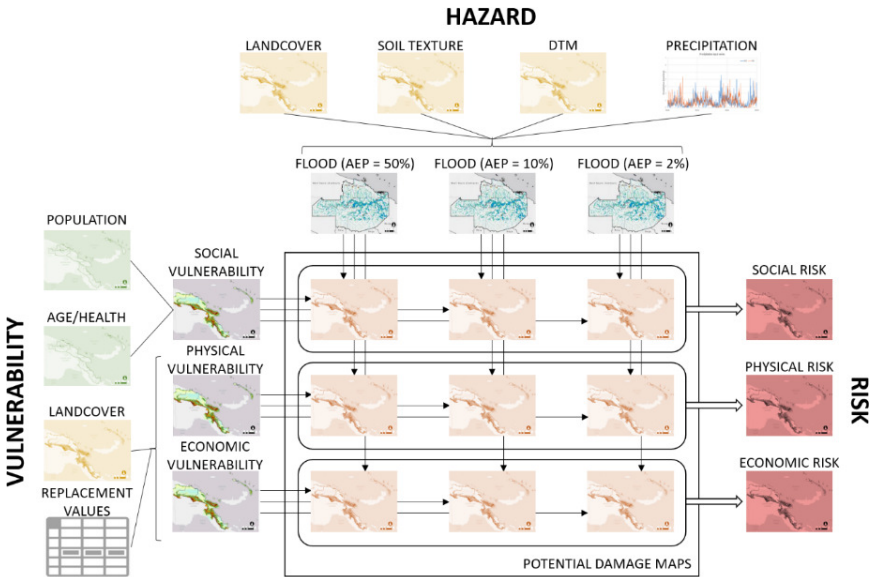 HAZARD
LANDCOVER
SOIL TEXTURE
DTM
PRECIPITATION
FLOOD (AEP = 50%)
FLOOD (AEP = 10%)
FLOOD (AEP = 2%)
VULNERABILITY
POPULATION
AGE/HEALTH
LANDCOVER
REPLACEMENT
VALUES
SOCIAL
VULNERABILITY
PHYSICAL
VULNERABILITY
ECONOMIC
VULNERABILITY
POTENTIAL DAMAGE MAPS
SOCIAL RISK
PHYSICAL RISK
ECONOMIC RISK
RISK